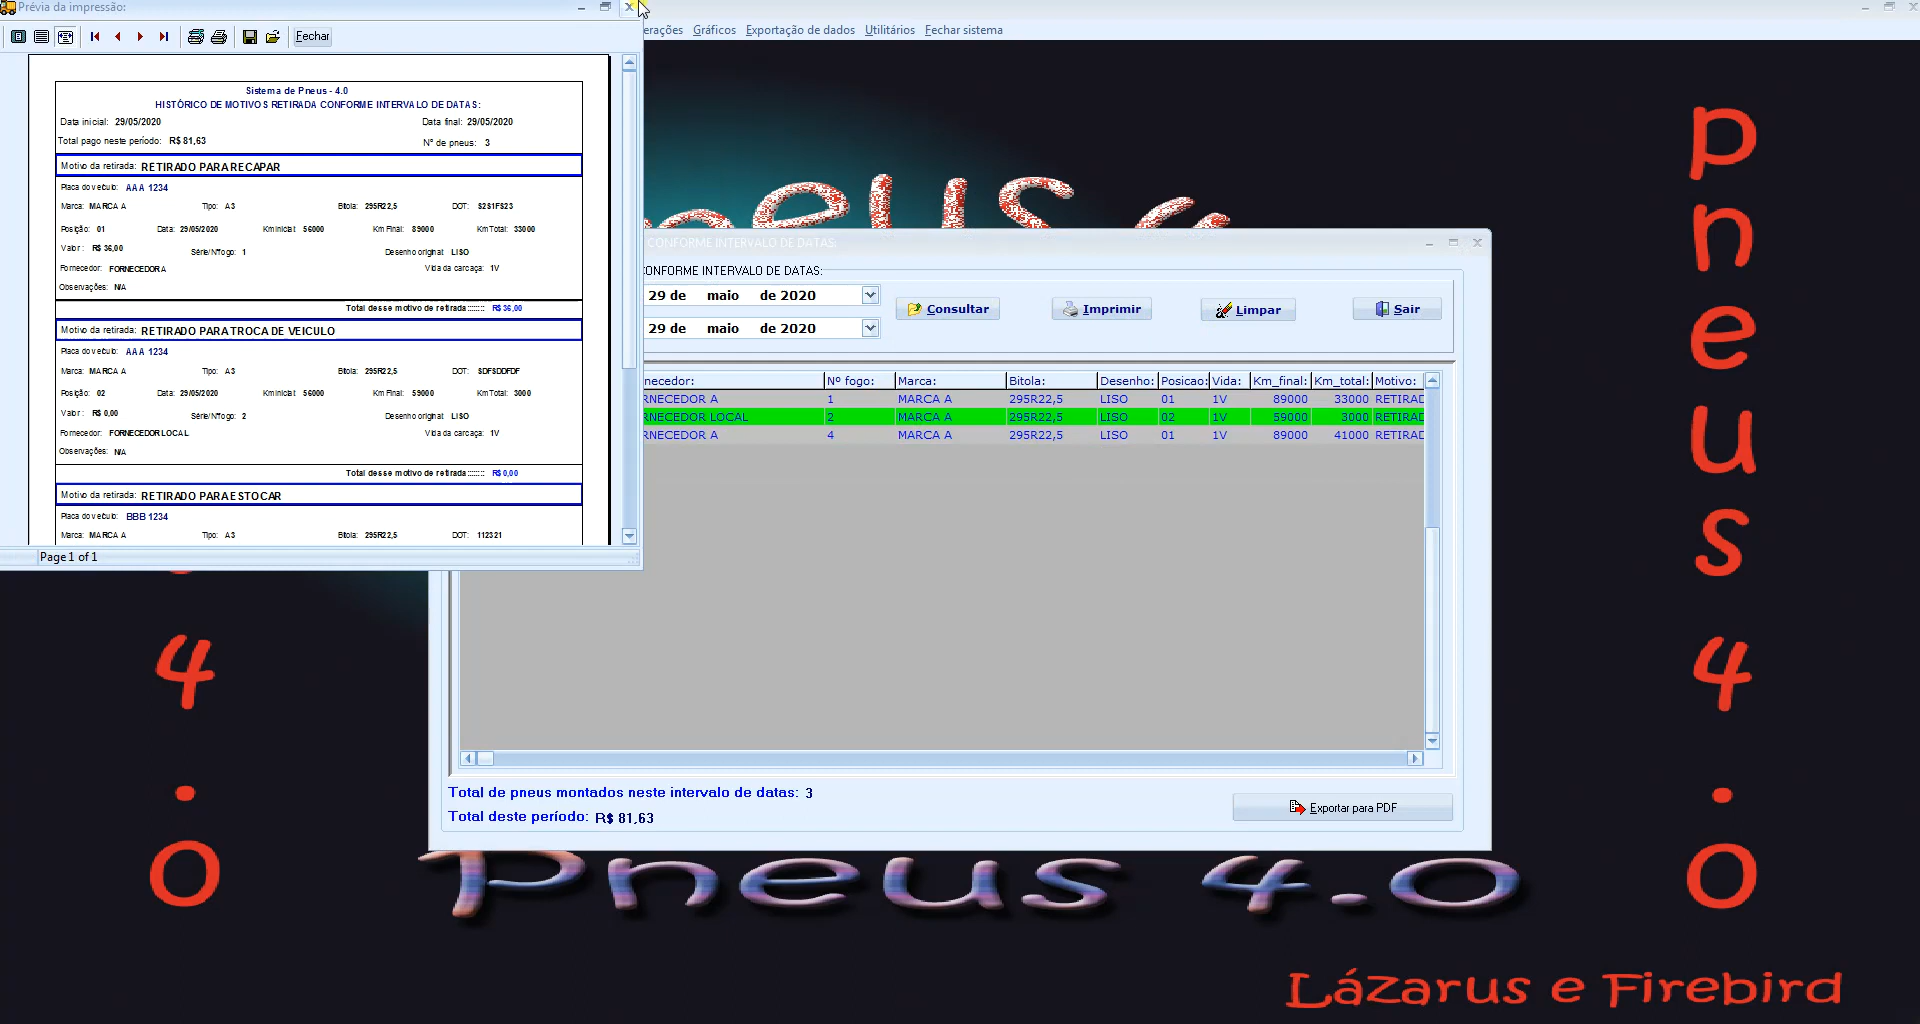 Prévia da impressão:
Fechar
Sistema de Pneus - 4.0
HISTÓRICO DE MOTIVOS RETIRADA CONFORME INTERVALO DE DATAS:
Data inicial: 29/05/2020 Data final: 29/05/2020
Total pago neste período: R$ 81,63 Nº de pneus: 3
Motivo da retirada: RETIRADO PARA RECAPAR
Placa do veículo: AAA 1234
Marca: MARCA A Tipo: A3 Bitola: 295R22,5 DOT: S2S1FS23
Posição: 01 Data: 29/05/2020 Km Inicial: 56000 Km Final: 89000 Km Total: 33000
Valor: R$ 36,00 Série/Nºfogo: 1 Desenho original: LISO
Fornecedor: FORNECEDOR A Vida da carcaça: 1V
Observações: N/A
Total desse motivo de retirada::::::: R$ 36,00
Motivo da retirada: RETIRADO PARA TROCA DE VEICULO
Placa do veículo: AAA 1234
Marca: MARCA A Tipo: A3 Bitola: 295R22,5 DOT: SDFSDDFDF
Posição: 02 Data: 29/05/2020 Km Inicial: 56000 Km Final: 59000 Km Total: 3000
Valor: R$ 0,00 Série/Nºfogo: 2 Desenho original: LISO
Fornecedor: FORNECEDOR LOCAL Vida da carcaça: 1V
Observações: N/A
Total desse motivo de retirada::::::: R$ 0,00
Motivo da retirada: RETIRADO PARA ESTOCAR
Placa do veículo: BBB 1234
Marca: MARCA A Tipo: A3 Bitola: 295R22,5 DOT: 112321
Page 1 of 1
erações Gráficos Exportação de dados Utilitários Fechar sistema
CONFORME INTERVALO DE DATAS:
ONFORME INTERVALO DE DATAS:
29 de maio de 2020
29 de maio de 2020
Consultar Imprimir Limpar Sair
necedor: Nº fogo: Marca: Bitola: Desenho: Posicao: Vida: Km_final: Km_total: Motivo:
RNECEDOR A 1 MARCA A 295R22,5 LISO 01 1V 89000 33000 RETIRAD
RNECEDOR LOCAL 2 MARCA A 295R22,5 LISO 02 1V 59000 3000 RETIRAD
RNECEDOR A 4 MARCA A 295R22,5 LISO 01 1V 89000 41000 RETIRAD
Total de pneus montados neste intervalo de datas: 3
Total deste período: R$ 81,63
Exportar para PDF
4.0
Pneus 4.0
pneus4.0
Lázarus e Firebird